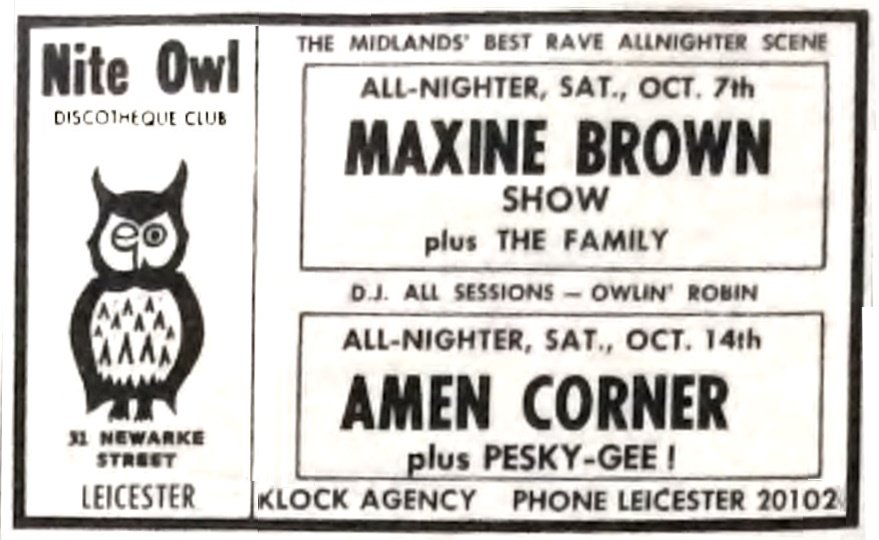 Nite Owl
DISCOTHEQUE CLUB
31 NEWARKE
STREET
LEICESTER
THE MIDLANDS' BEST RAVE ALLNIGHTER SCENE
ALL-NIGHTER, SAT., OCT. 7th
MAXINE BROWN
SHOW
plus THE FAMILY
D.J. ALL SESSIONS — OWLIN' ROBIN
ALL-NIGHTER, SAT., OCT. 14th
AMEN CORNER
plus PESKY-GEE!
KLOCK AGENCY PHONE LEICESTER 20102